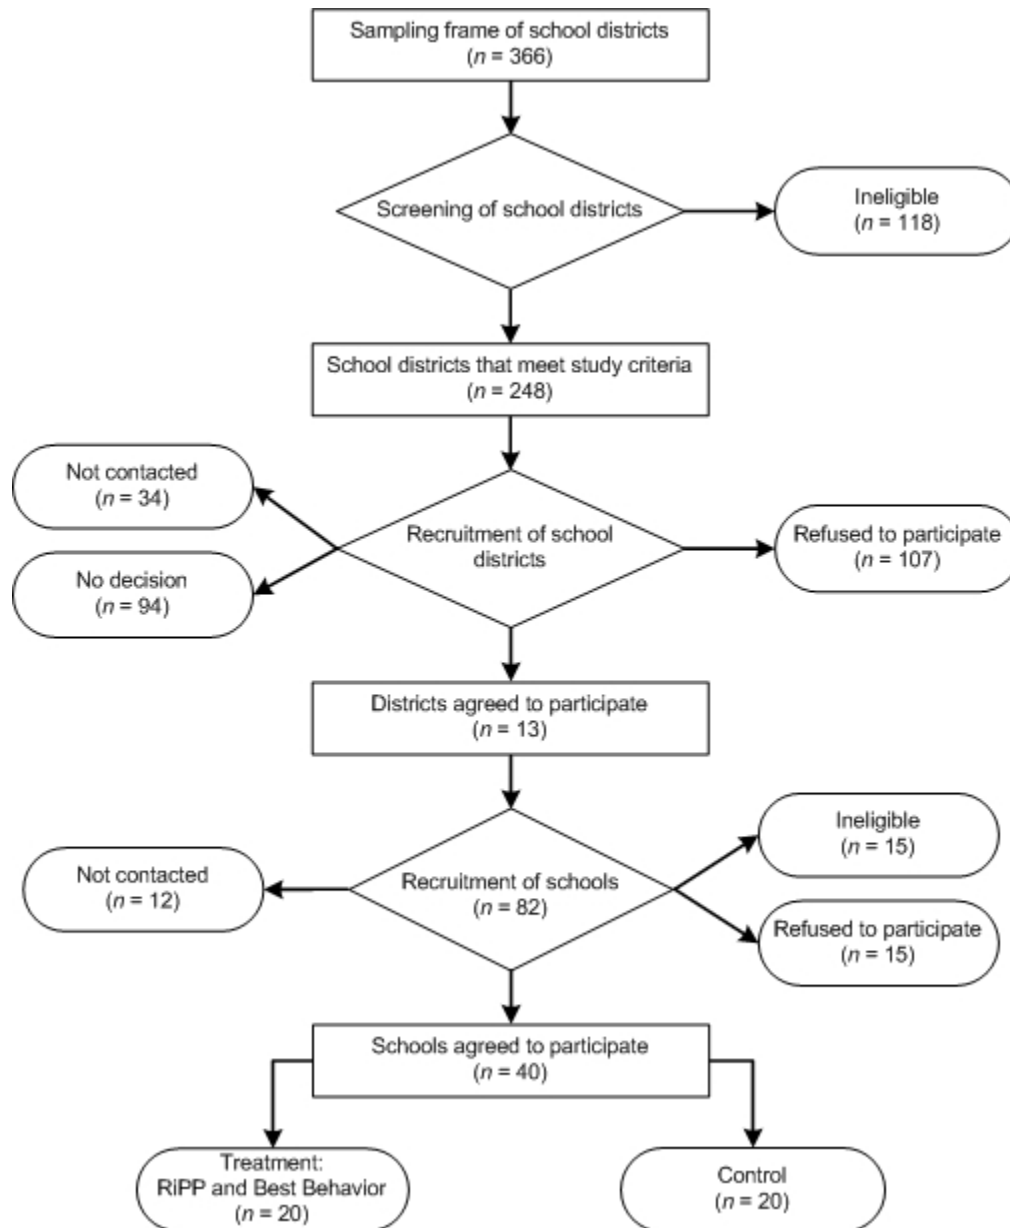 Sampling frame of school districts
(n = 366)
Screening of school districts
Ineligible
(n = 118)
School districts that meet study criteria
(n = 248)
Not contacted
(n = 34)
No decision
(n = 94)
Recruitment of school
districts
Refused to participate
(n = 107)
Districts agreed to participate
(n = 13)
Not contacted
(n = 12)
Recruitment of schools
(n = 82)
Ineligible
(n = 15)
Refused to participate
(n = 15)
Schools agreed to participate
(n = 40)
Treatment:
RiPP and Best Behavior
(n = 20)
Control
(n = 20)